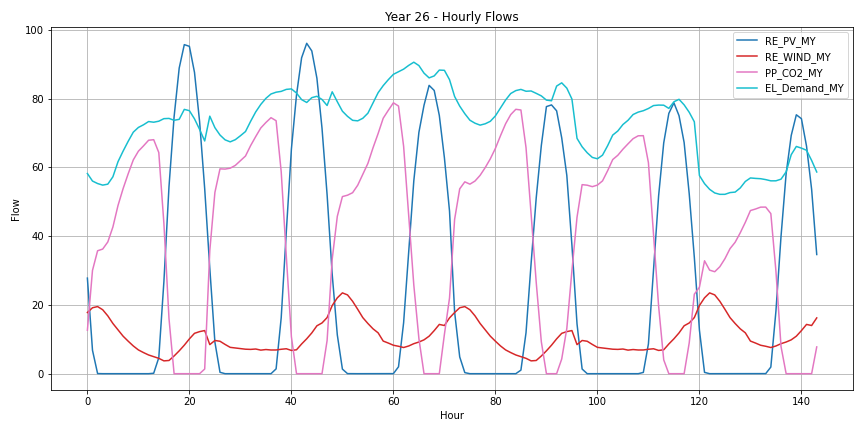 Year 26 - Hourly Flows
RE_PV_MY
RE_WIND_MY
PP_CO2_MY
EL_Demand_MY
100
80
60
40
20
0
Flow
0 20 40 60 80 100 120 140
Hour